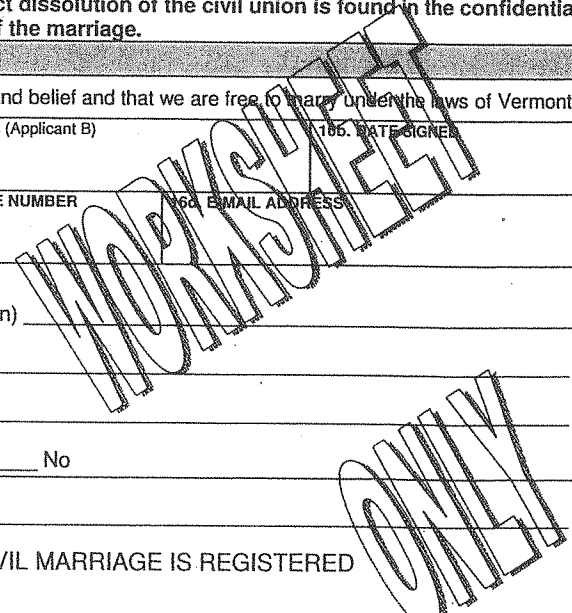 ct dissolution of the civil union is found in the confidentia
f the marriage.
nd belief and that we are free to marry under the laws of Vermont
(Applicant B)
16b. DATE SIGNED
E NUMBER
16d. E-MAIL ADDRESS
WORKSHEET
n)
No
ONLY
VIL MARRIAGE IS REGISTERED